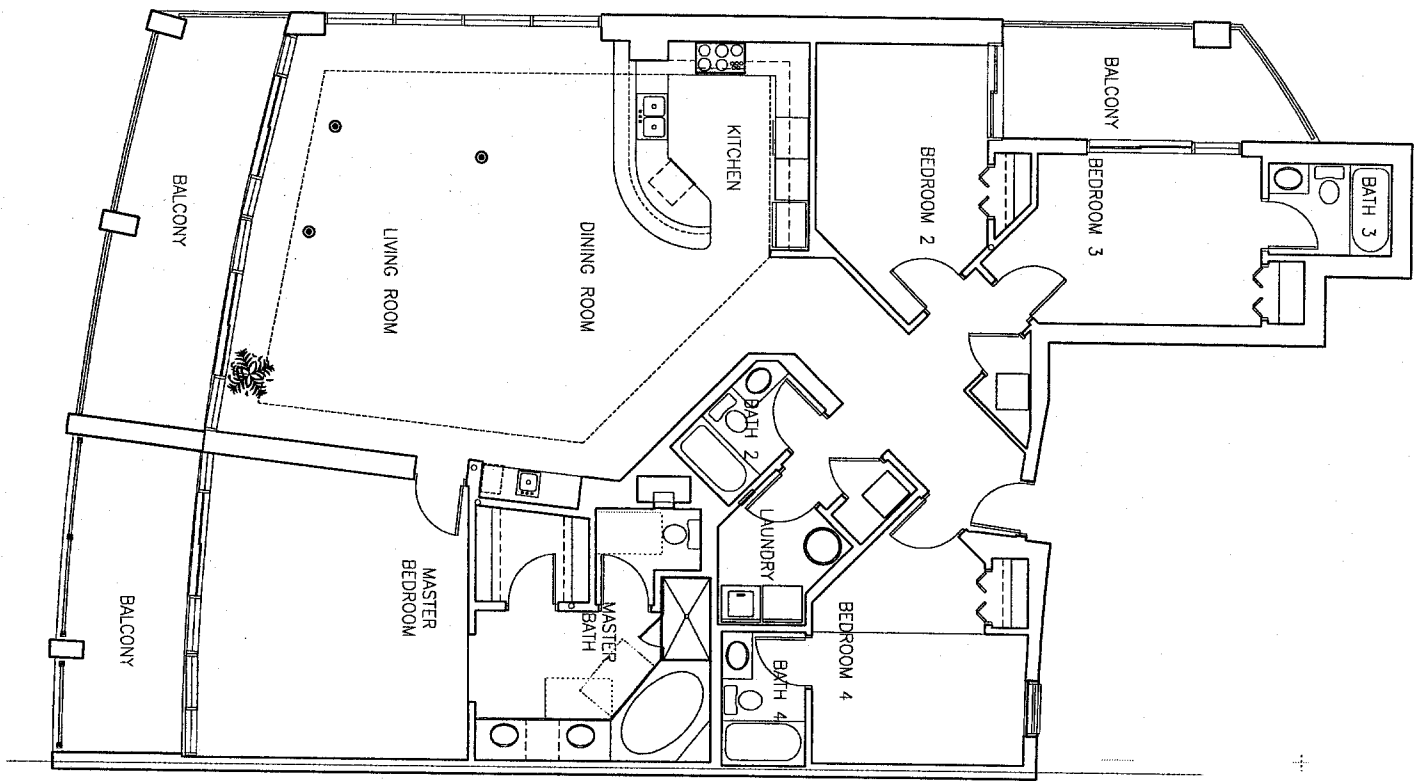 BALCONY
BATH 3
KITCHEN
BEDROOM 2
BEDROOM 3
BALCONY
LIVING ROOM
DINING ROOM
BATH 2
LAUNDRY
MASTER
BEDROOM
MASTER
BATH
BEDROOM 4
BATH 4
BALCONY